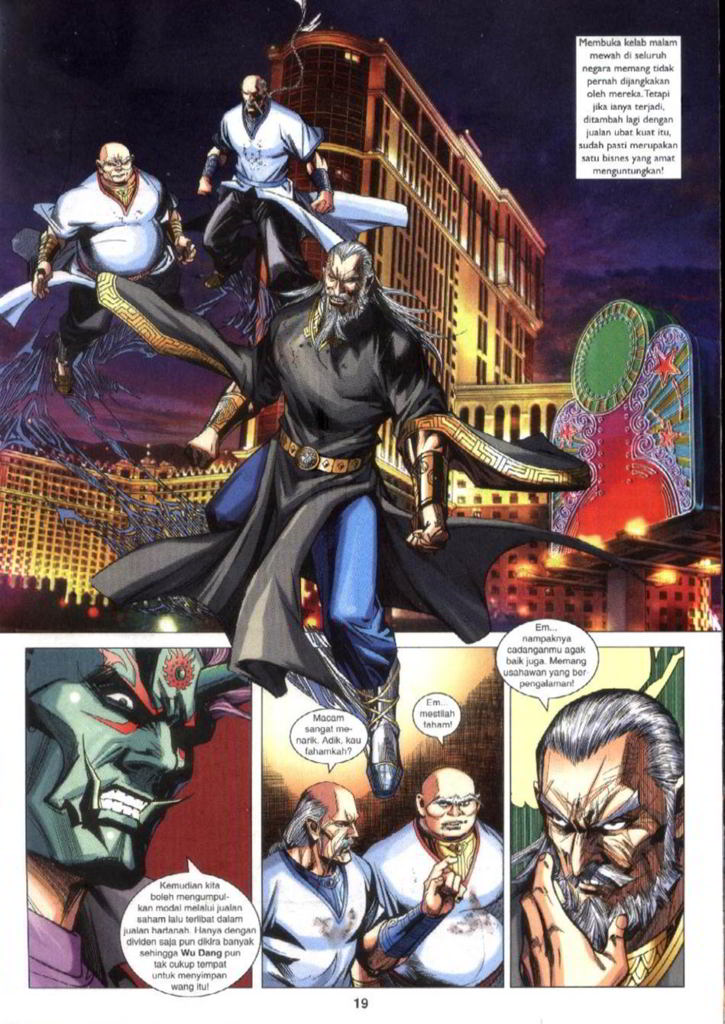 Membuka kelab malam
mewah di seluruh
negara memang tidak
pernah dijangkakan
oleh mereka. Tetapi
jika ianya terjadi,
ditambah lagi dengan
jualan ubat kuat itu,
sudah pasti merupakan
satu bisnes yang amat
menguntungkan!
Kemudian kita
boleh mengumpul-
kan modal melalui jualan
saham lalu terlibat dalam
jualan hartanah. Hanya dengan
dividen saja pun dikira banyak
sehingga Wu Dang pun
tak cukup tempat
untuk menyimpan
wang itu!
Macam
sangat me-
narik. Adik, kau
fahamkah?
Em...
mestilah
faham!
Em...
nampaknya
cadanganmu agak
baik juga. Memang
usahawan yang ber
pengalaman!
19